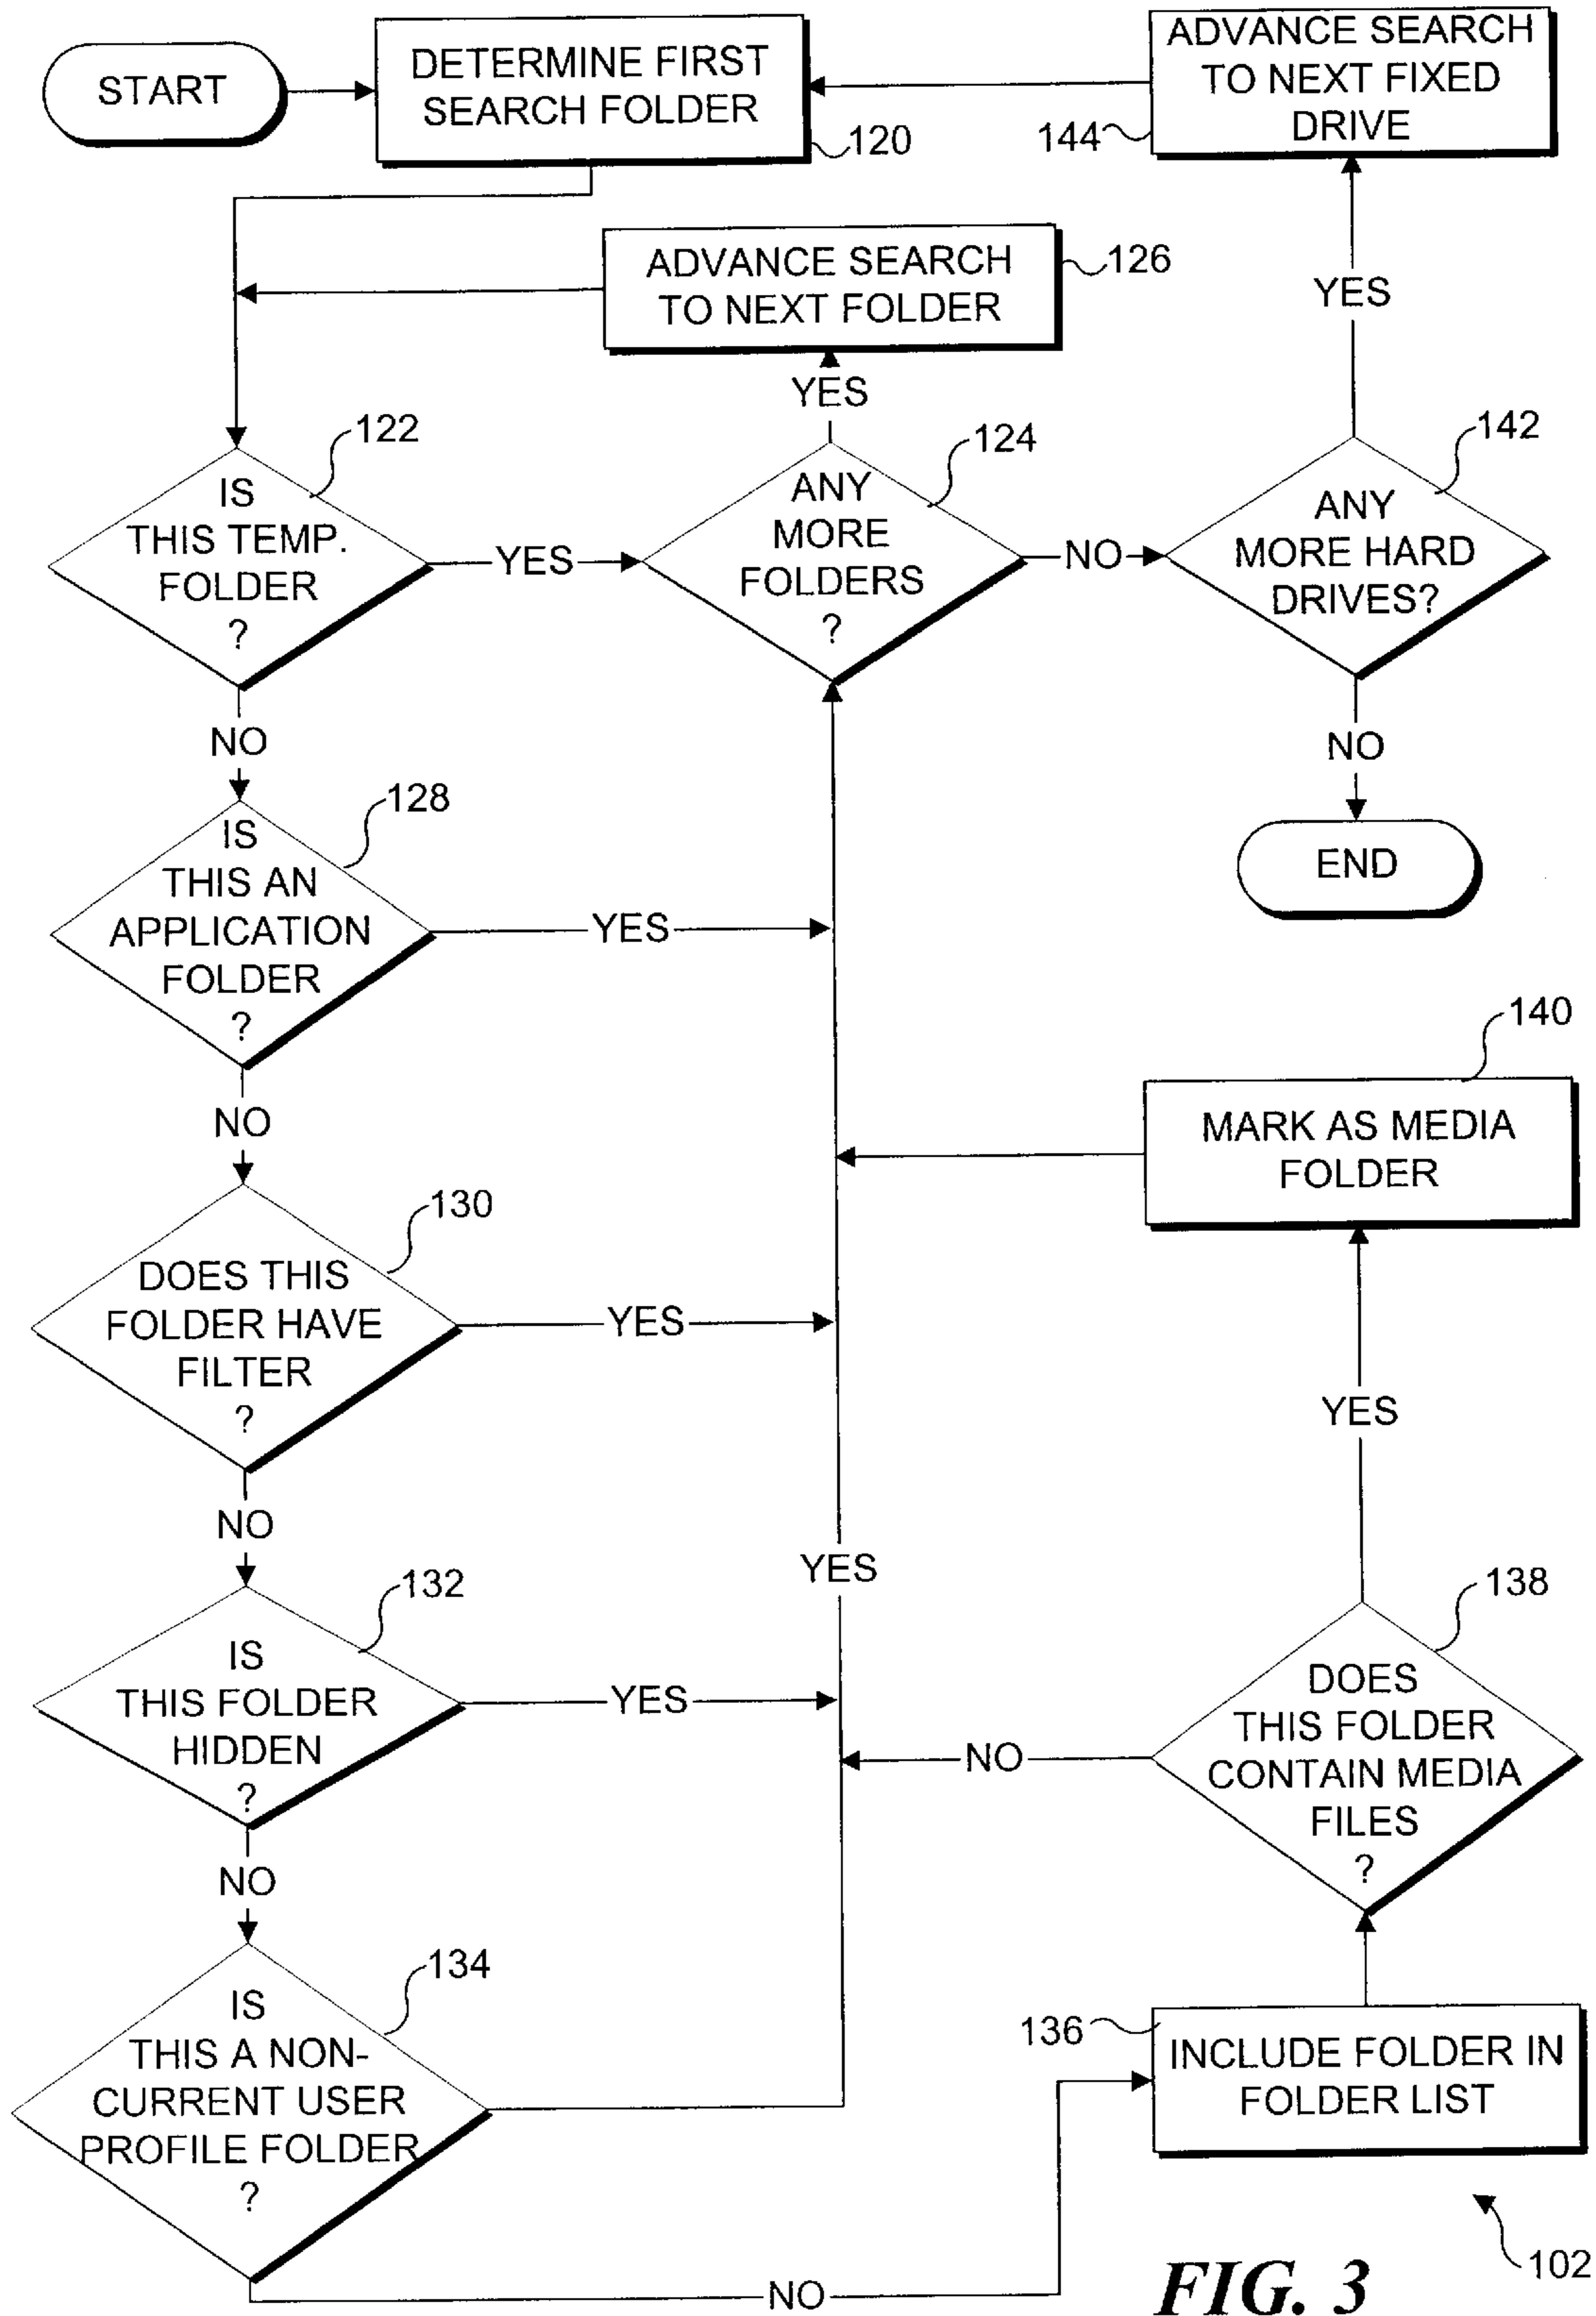 START
DETERMINE FIRST
SEARCH FOLDER
120
ADVANCE SEARCH
TO NEXT FIXED
DRIVE
144
ADVANCE SEARCH
TO NEXT FOLDER
126
YES
YES
122
IS
THIS TEMP.
FOLDER
?
YES
124
ANY
MORE
FOLDERS
?
NO
142
ANY
MORE HARD
DRIVES?
NO
NO
END
128
IS
THIS AN
APPLICATION
FOLDER
?
YES
NO
140
MARK AS MEDIA
FOLDER
130
DOES THIS
FOLDER HAVE
FILTER
?
YES
YES
NO
YES
132
IS
THIS FOLDER
HIDDEN
?
YES
138
DOES
THIS FOLDER
CONTAIN MEDIA
FILES
?
NO
NO
134
IS
THIS A NON-
CURRENT USER
PROFILE FOLDER
?
136
INCLUDE FOLDER IN
FOLDER LIST
NO
102
FIG. 3